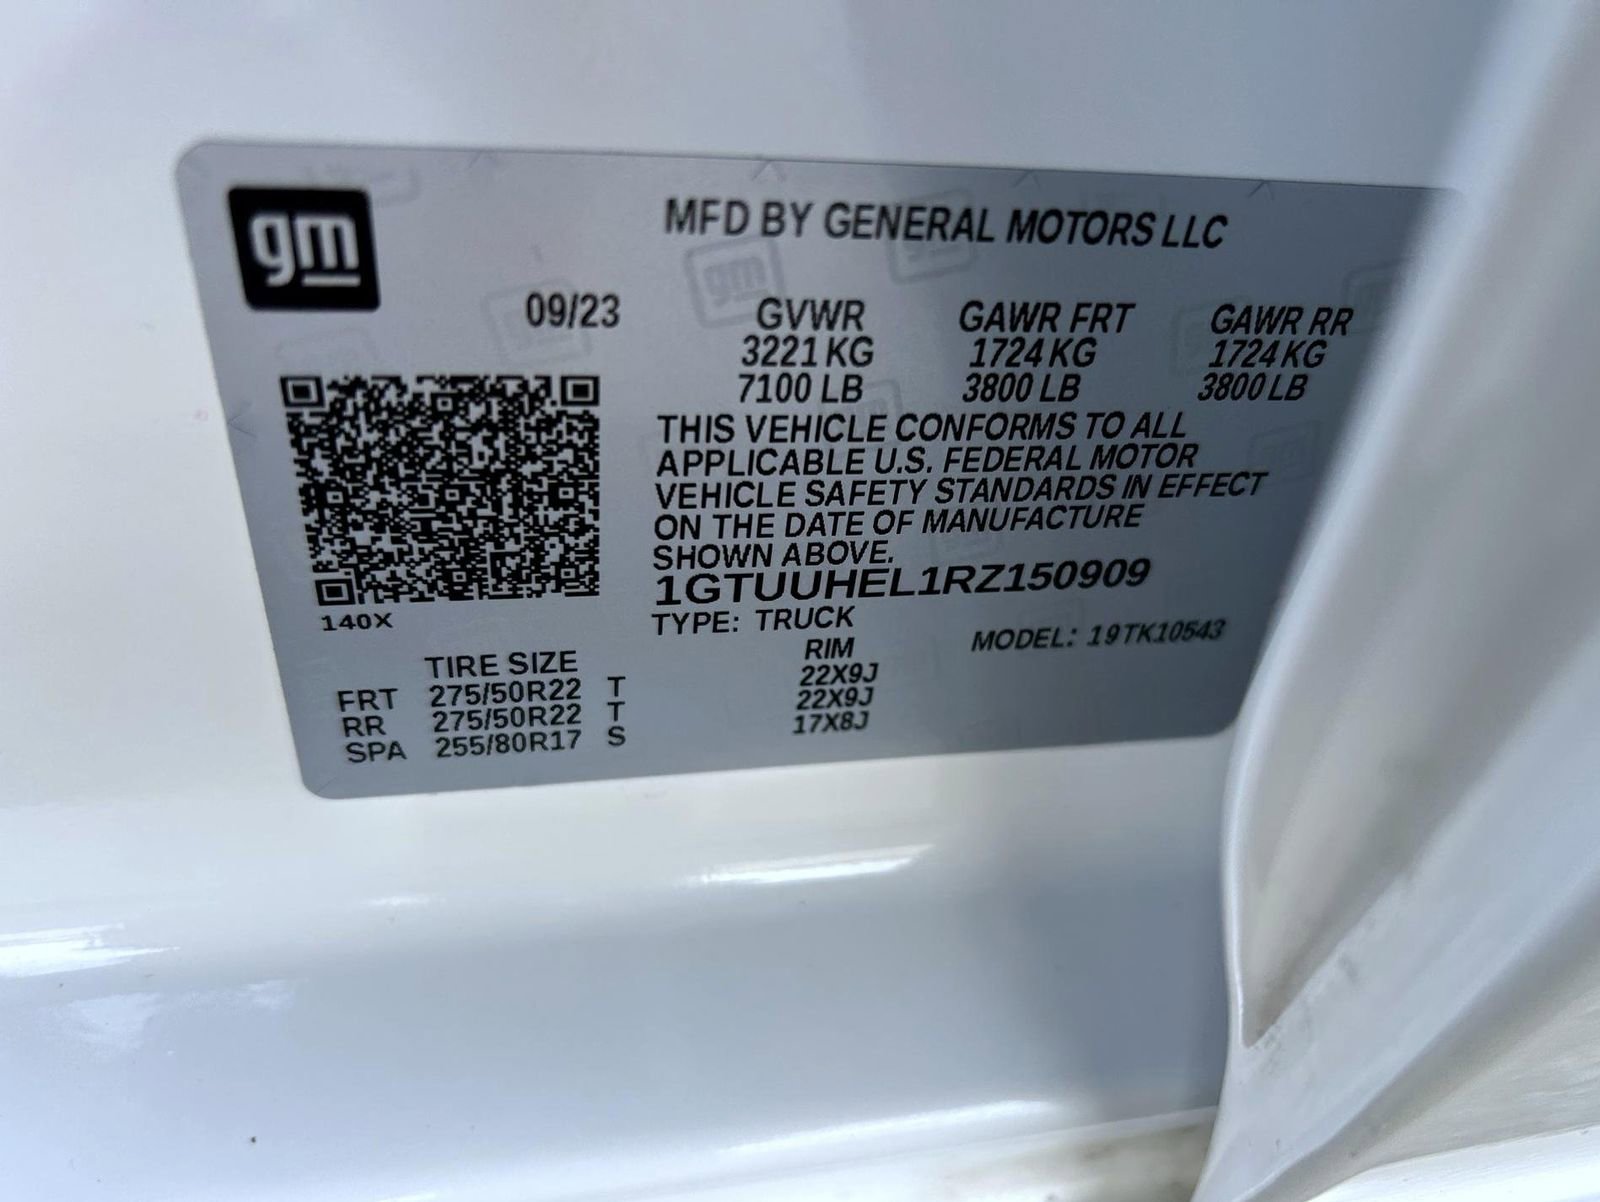 gm
MFD BY GENERAL MOTORS LLC
09/23 GVWR GAWR FRT GAWR RR
3221 KG 1724 KG 1724 KG
7100 LB 3800 LB 3800 LB
THIS VEHICLE CONFORMS TO ALL
APPLICABLE U.S. FEDERAL MOTOR
VEHICLE SAFETY STANDARDS IN EFFECT
ON THE DATE OF MANUFACTURE
SHOWN ABOVE.
1GTUUHEL1RZ150909
140X
TYPE: TRUCK MODEL: 19TK10543
TIRE SIZE RIM
FRT 275/50R22 T 22X9J
RR 275/50R22 T 22X9J
SPA 255/80R17 S 17X8J